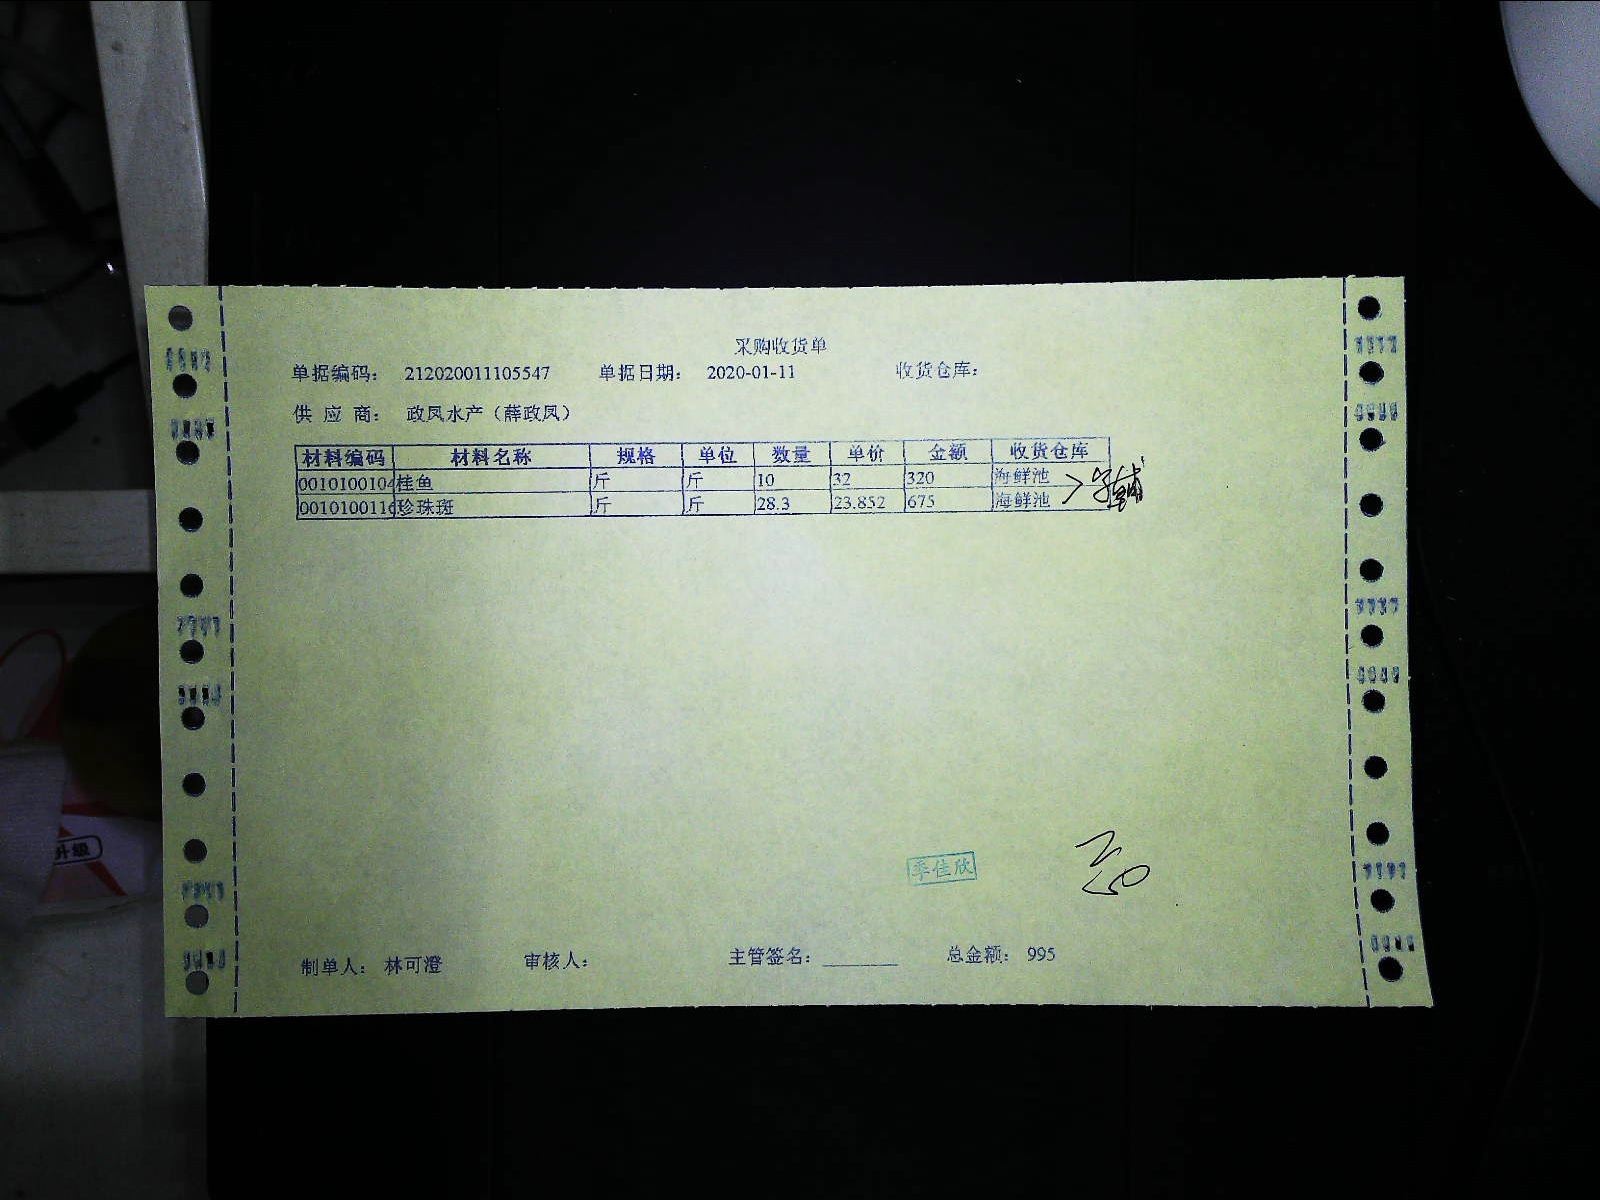 采购收货单
单据编码： 212020011105547 单据日期： 2020-01-11 收货仓库：
供 应 商： 政凤水产（薛政凤）
材料编码 材料名称 规格 单位 数量 单价 金额 收货仓库
0010100104 桂鱼 斤 斤 10 32 320 海鲜池
0010100116 珍珠斑 斤 斤 28.3 23.852 675 海鲜池
季佳欣
制单人： 林可澄 审核人： 主管签名： ________ 总金额： 995
升级